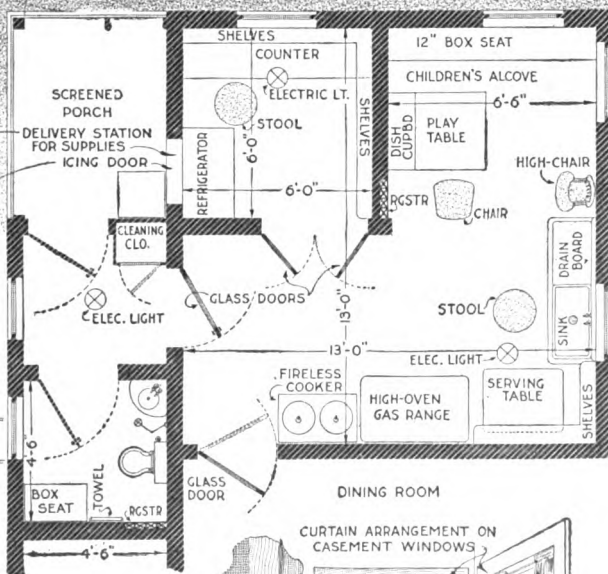 SHELVES
COUNTER
ELECTRIC LT.
STOOL
SHELVES
6'-0"
6'-0"
REFRIGERATOR
12" BOX SEAT
CHILDREN'S ALCOVE
6'-6"
DISH
CUPBD
PLAY
TABLE
HIGH-CHAIR
RGSTR
CHAIR
SCREENED
PORCH
DELIVERY STATION
FOR SUPPLIES
ICING DOOR
CLEANING
CLO.
ELEC. LIGHT
GLASS DOORS
13'-0"
13'-0"
STOOL
DRAIN
BOARD
SINK
ELEC. LIGHT
FIRELESS
COOKER
HIGH-OVEN
GAS RANGE
SERVING
TABLE
SHELVES
4'-6"
BOX
SEAT
TOWEL
RGSTR
4'-6"
GLASS
DOOR
DINING ROOM
CURTAIN ARRANGEMENT ON
CASEMENT WINDOWS